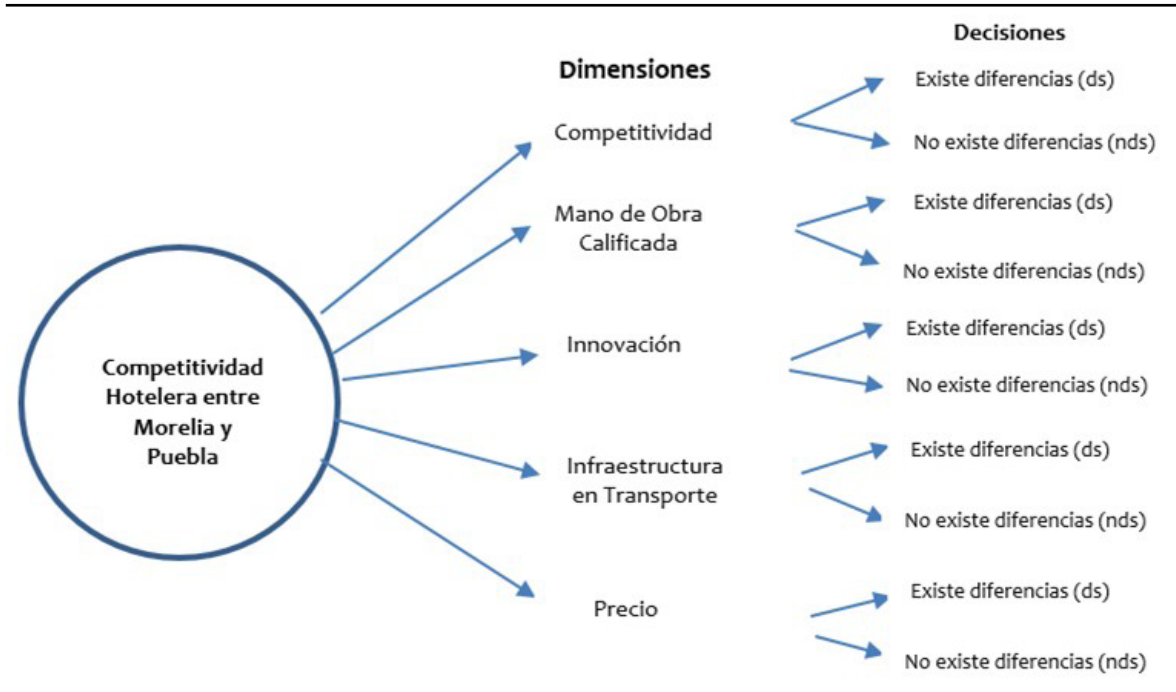 Decisiones
Dimensiones
Existe diferencias (ds)
Competitividad
No existe diferencias (nds)
Mano de Obra
Calificada
Existe diferencias (ds)
No existe diferencias (nds)
Innovación
Existe diferencias (ds)
No existe diferencias (nds)
Competitividad
Hotelera entre
Morelia y
Puebla
Infraestructura
en Transporte
Existe diferencias (ds)
No existe diferencias (nds)
Precio
Existe diferencias (ds)
No existe diferencias (nds)